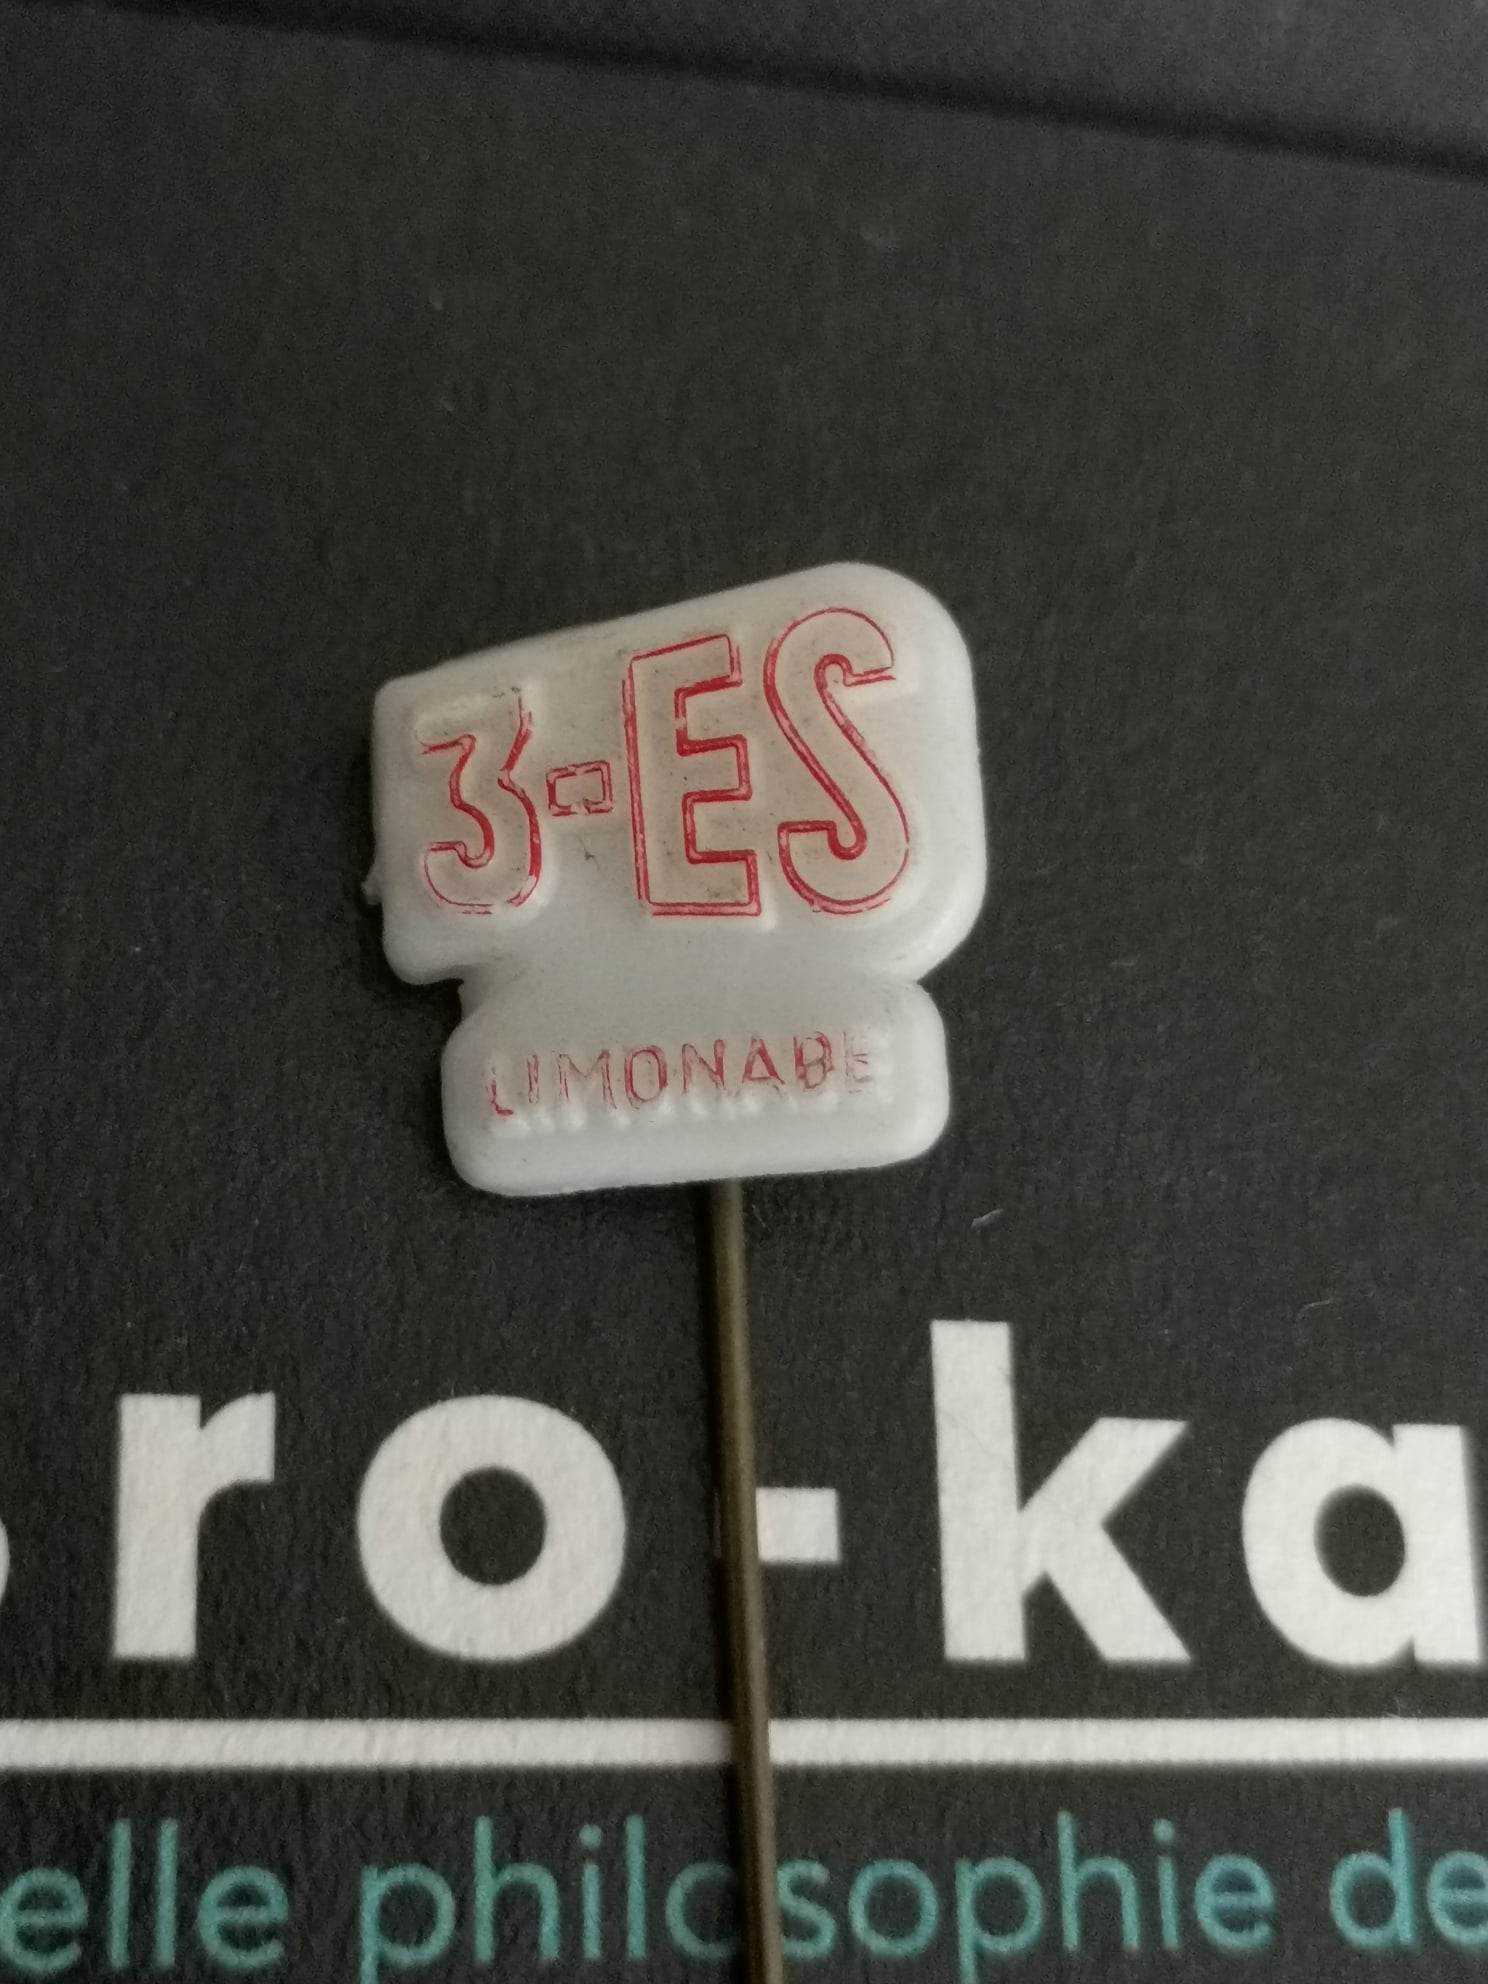 3-ES
LIMONADE
ro-ka
elle philosophie de